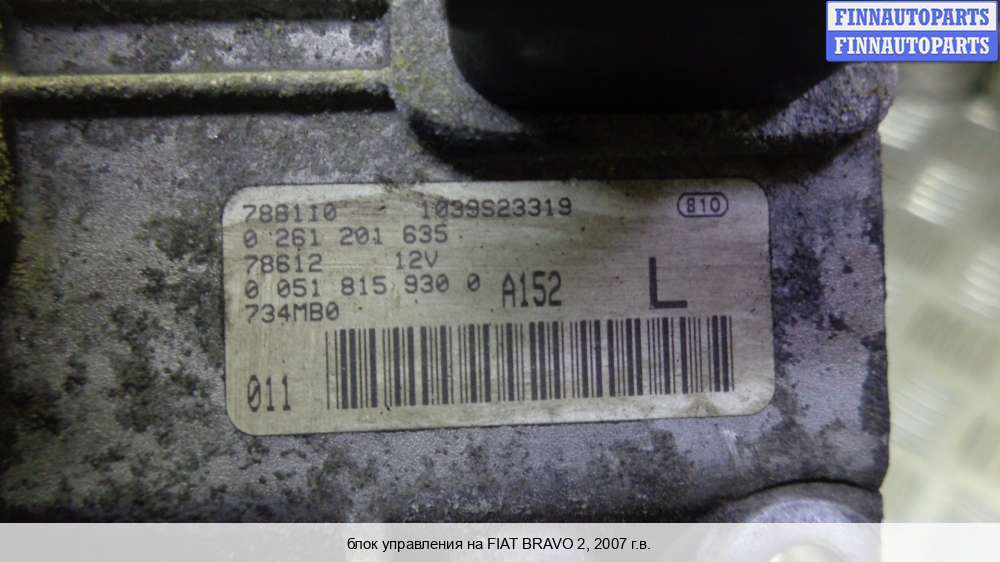 FINNAUTOPARTS
FINNAUTOPARTS
788110 1039S23319 810
0 261 201 635
78612 12V
0 051 815 930 0 A152 L
734MB0
011
блок управления на FIAT BRAVO 2, 2007 г.в.